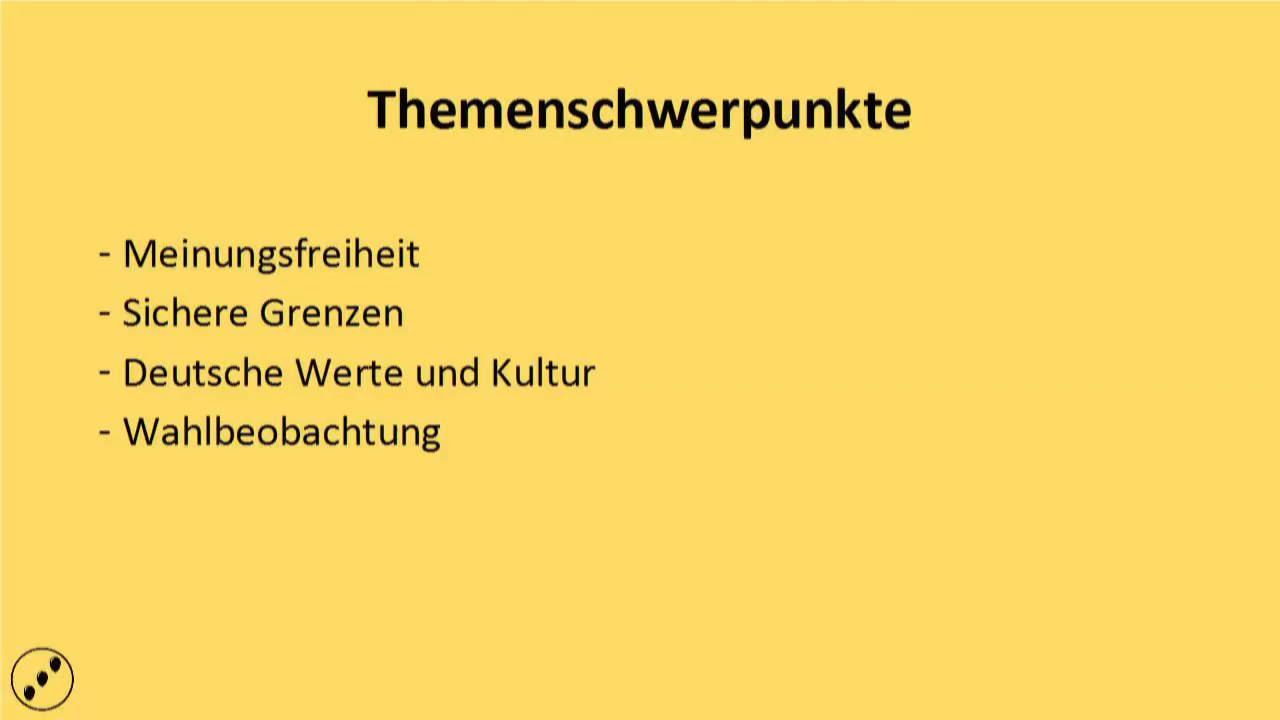 Themenschwerpunkte
- Meinungsfreiheit
- Sichere Grenzen
- Deutsche Werte und Kultur
- Wahlbeobachtung